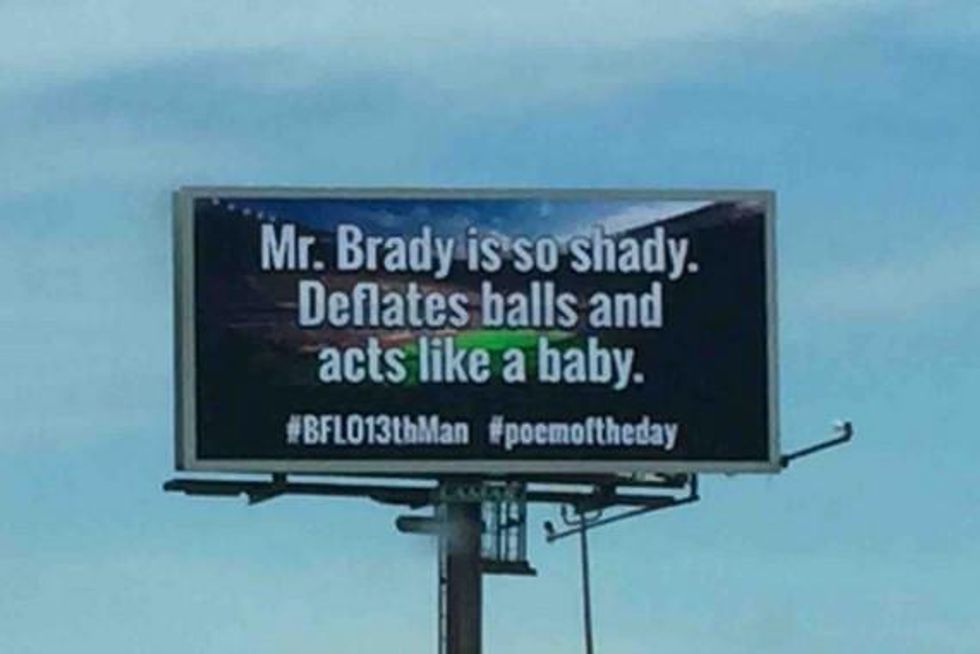 Mr. Brady is so shady.
Deflates balls and
acts like a baby.
#BFLO13thMan #poemoftheday